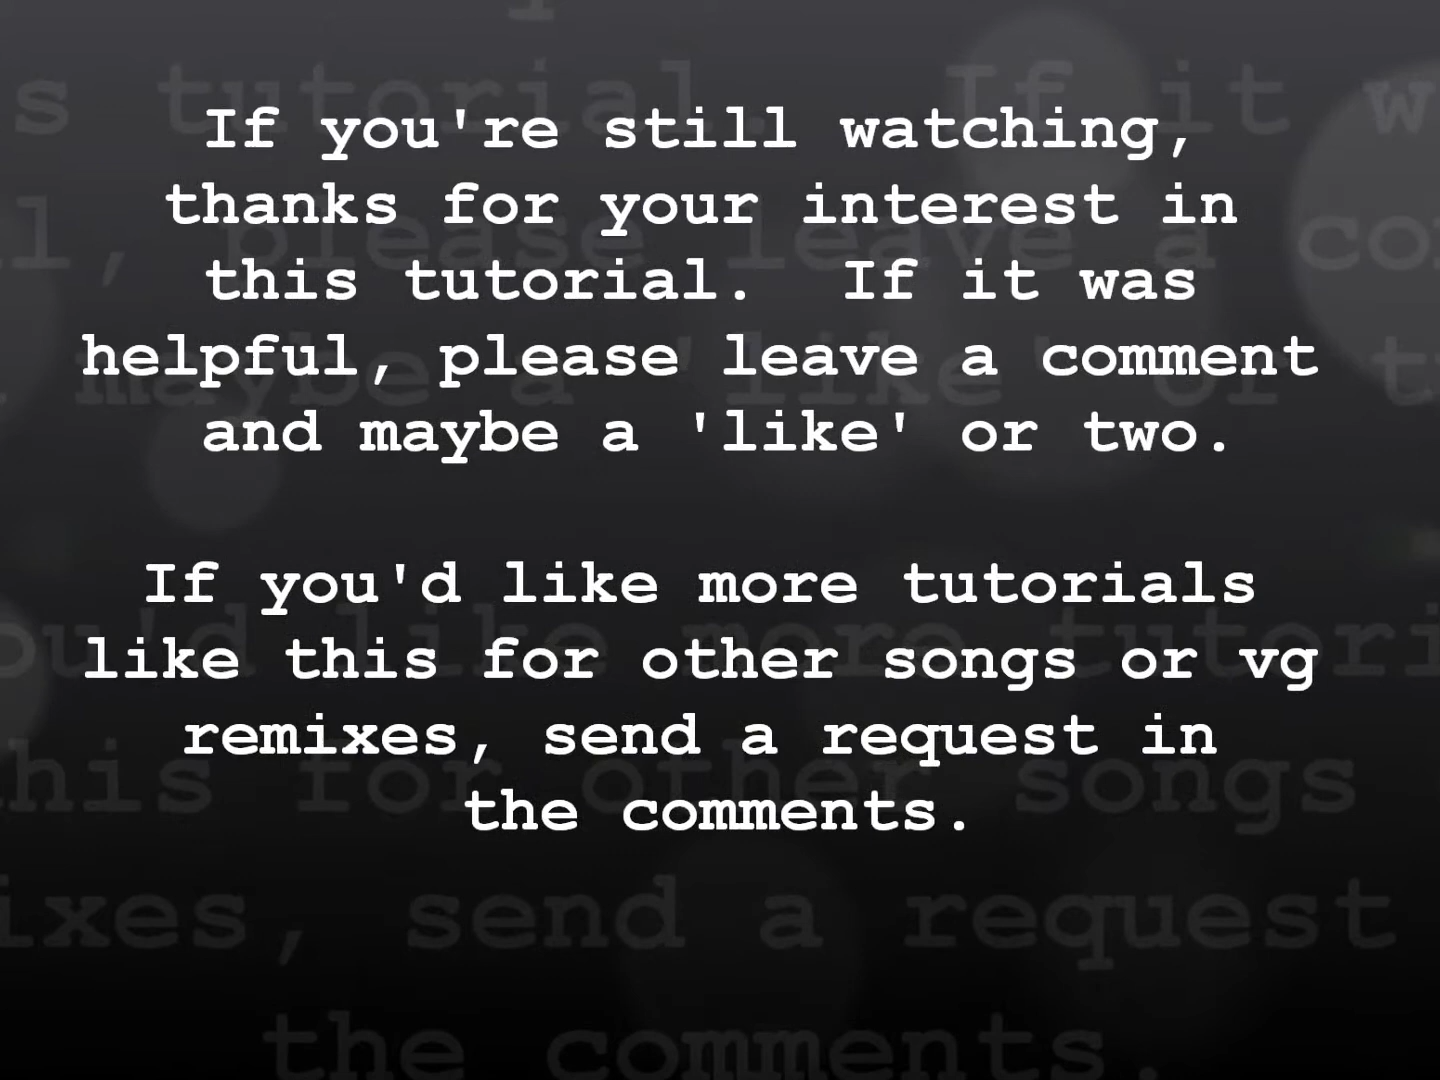 If you're still watching,
thanks for your interest in
this tutorial.  If it was
helpful, please leave a comment
and maybe a 'like' or two.
If you'd like more tutorials
like this for other songs or vg
remixes, send a request in
the comments.